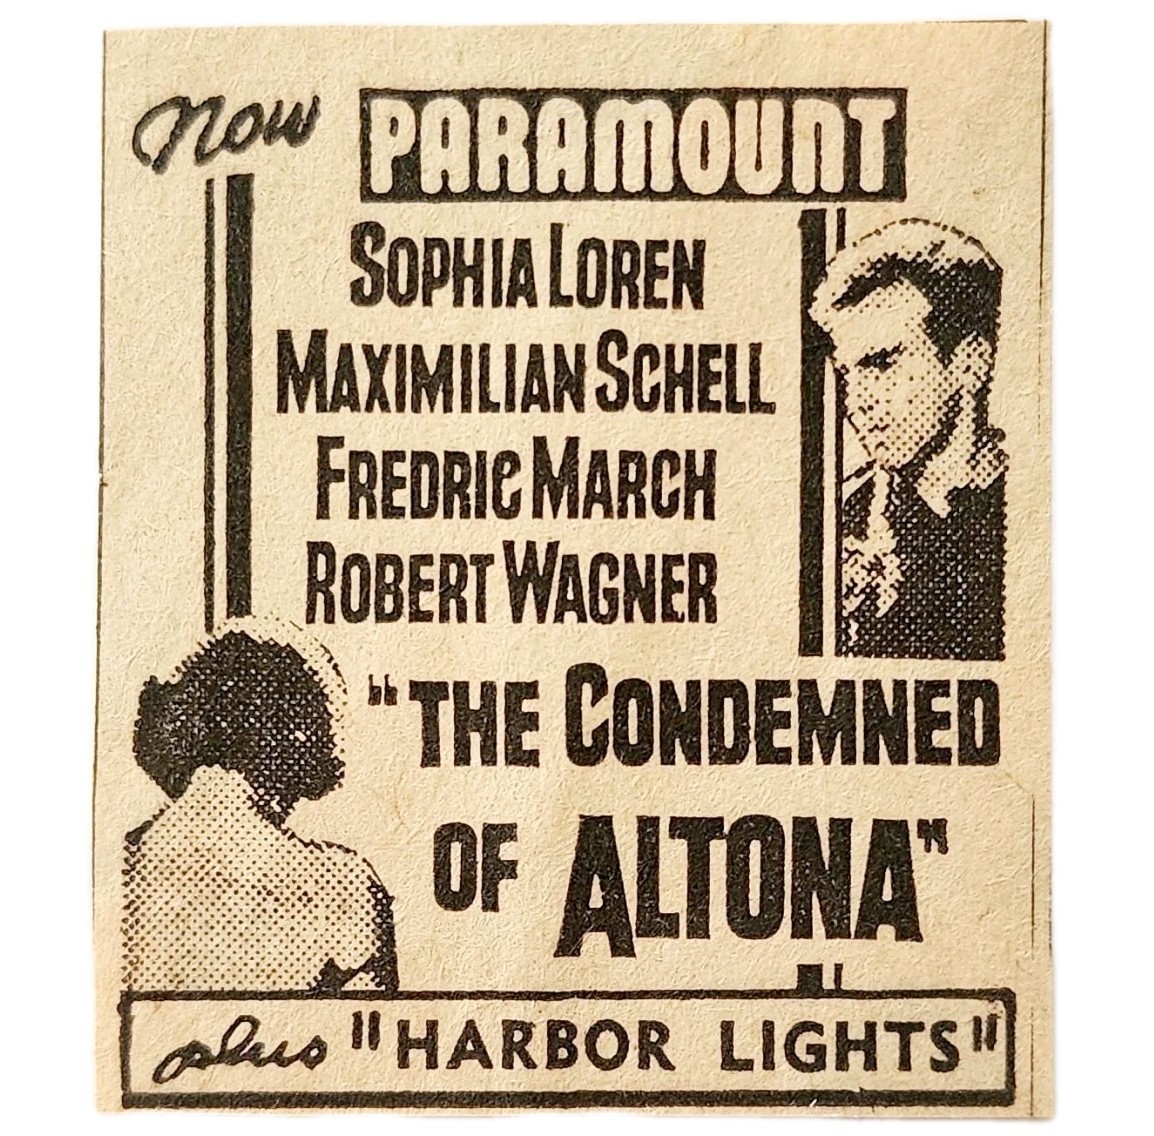 Now PARAMOUNT
SOPHIA LOREN
MAXIMILIAN SCHELL
FREDRIC MARCH
ROBERT WAGNER
"THE CONDEMNED
OF ALTONA"
plus "HARBOR LIGHTS"